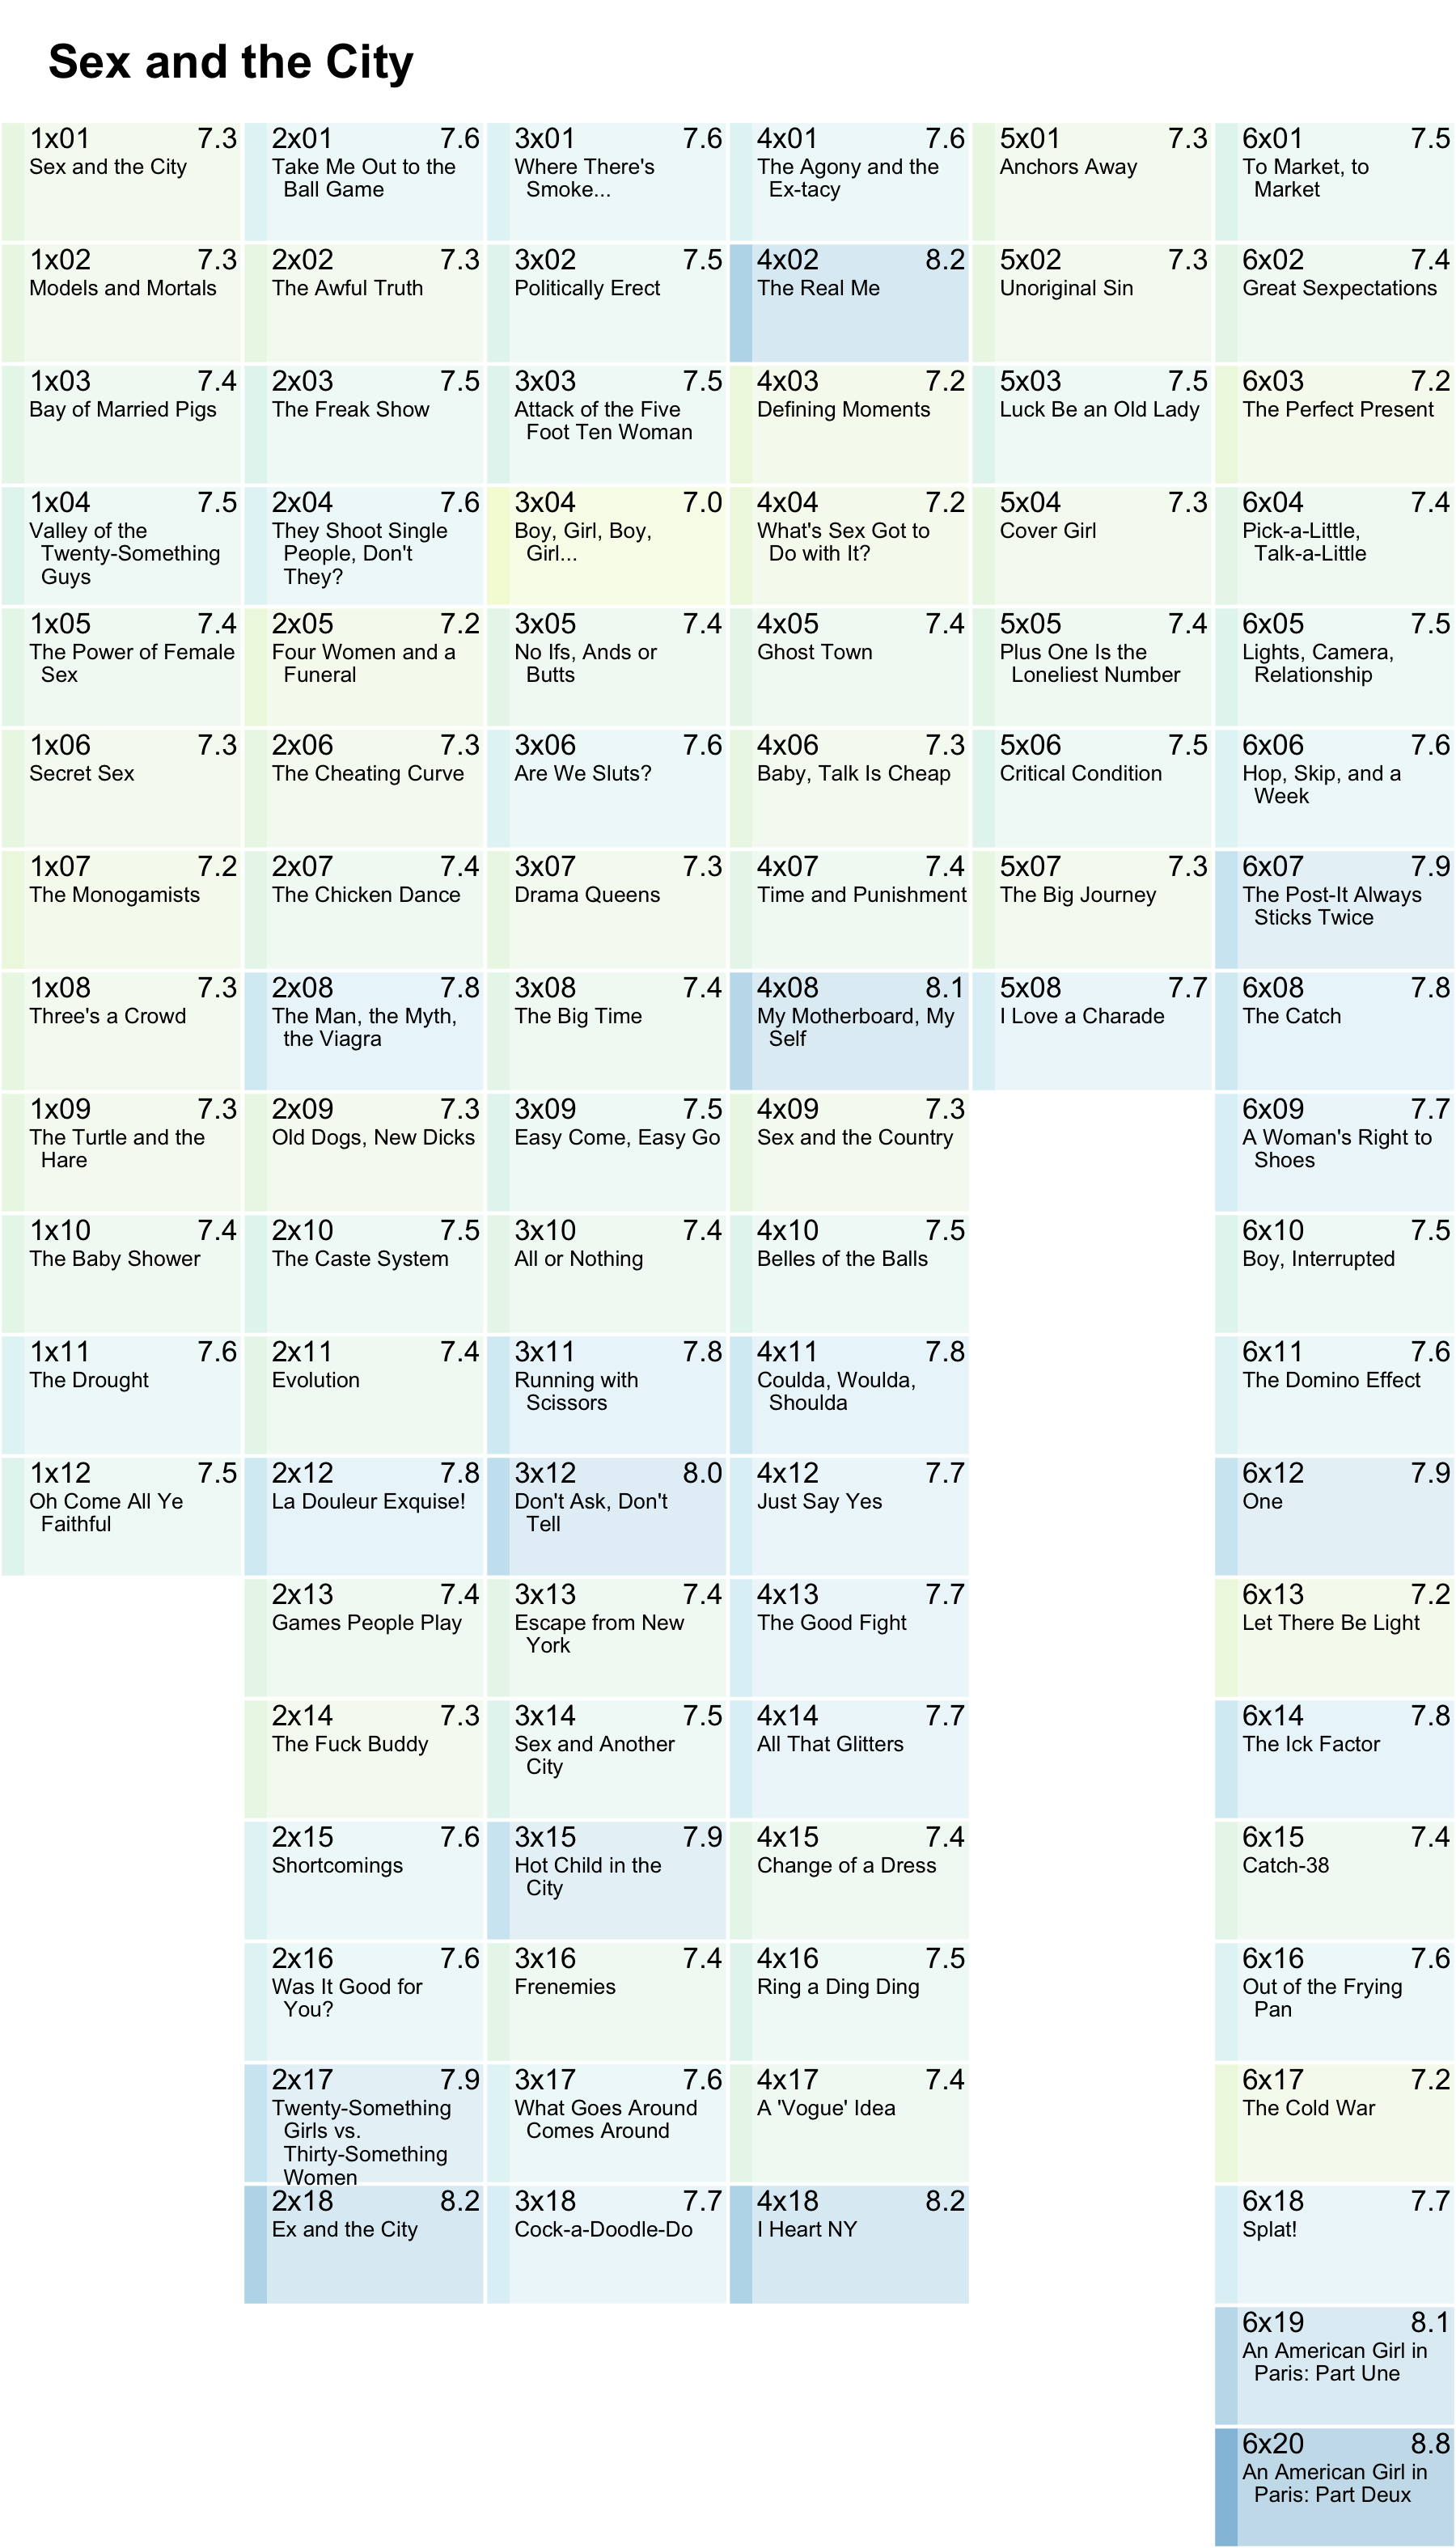 Sex and the City
1x01 7.3
Sex and the City
1x02 7.3
Models and Mortals
1x03 7.4
Bay of Married Pigs
1x04 7.5
Valley of the
Twenty-Something
Guys
1x05 7.4
The Power of Female
Sex
1x06 7.3
Secret Sex
1x07 7.2
The Monogamists
1x08 7.3
Three's a Crowd
1x09 7.3
The Turtle and the
Hare
1x10 7.4
The Baby Shower
1x11 7.6
The Drought
1x12 7.5
Oh Come All Ye
Faithful
2x01 7.6
Take Me Out to the
Ball Game
2x02 7.3
The Awful Truth
2x03 7.5
The Freak Show
2x04 7.6
They Shoot Single
People, Don't
They?
2x05 7.2
Four Women and a
Funeral
2x06 7.3
The Cheating Curve
2x07 7.4
The Chicken Dance
2x08 7.8
The Man, the Myth,
the Viagra
2x09 7.3
Old Dogs, New Dicks
2x10 7.5
The Caste System
2x11 7.4
Evolution
2x12 7.8
La Douleur Exquise!
2x13 7.4
Games People Play
2x14 7.3
The Fuck Buddy
2x15 7.6
Shortcomings
2x16 7.6
Was It Good for
You?
2x17 7.9
Twenty-Something
Girls vs.
Thirty-Something
Women
2x18 8.2
Ex and the City
3x01 7.6
Where There's
Smoke...
3x02 7.5
Politically Erect
3x03 7.5
Attack of the Five
Foot Ten Woman
3x04 7.0
Boy, Girl, Boy,
Girl...
3x05 7.4
No Ifs, Ands or
Butts
3x06 7.6
Are We Sluts?
3x07 7.3
Drama Queens
3x08 7.4
The Big Time
3x09 7.5
Easy Come, Easy Go
3x10 7.4
All or Nothing
3x11 7.8
Running with
Scissors
3x12 8.0
Don't Ask, Don't
Tell
3x13 7.4
Escape from New
York
3x14 7.5
Sex and Another
City
3x15 7.9
Hot Child in the
City
3x16 7.4
Frenemies
3x17 7.6
What Goes Around
Comes Around
3x18 7.7
Cock-a-Doodle-Do
4x01 7.6
The Agony and the
Ex-tacy
4x02 8.2
The Real Me
4x03 7.2
Defining Moments
4x04 7.2
What's Sex Got to
Do with It?
4x05 7.4
Ghost Town
4x06 7.3
Baby, Talk Is Cheap
4x07 7.4
Time and Punishment
4x08 8.1
My Motherboard, My
Self
4x09 7.3
Sex and the Country
4x10 7.5
Belles of the Balls
4x11 7.8
Coulda, Woulda,
Shoulda
4x12 7.7
Just Say Yes
4x13 7.7
The Good Fight
4x14 7.7
All That Glitters
4x15 7.4
Change of a Dress
4x16 7.5
Ring a Ding Ding
4x17 7.4
A 'Vogue' Idea
4x18 8.2
I Heart NY
5x01 7.3
Anchors Away
5x02 7.3
Unoriginal Sin
5x03 7.5
Luck Be an Old Lady
5x04 7.3
Cover Girl
5x05 7.4
Plus One Is the
Loneliest Number
5x06 7.5
Critical Condition
5x07 7.3
The Big Journey
5x08 7.7
I Love a Charade
6x01 7.5
To Market, to
Market
6x02 7.4
Great Sexpectations
6x03 7.2
The Perfect Present
6x04 7.4
Pick-a-Little,
Talk-a-Little
6x05 7.5
Lights, Camera,
Relationship
6x06 7.6
Hop, Skip, and a
Week
6x07 7.9
The Post-It Always
Sticks Twice
6x08 7.8
The Catch
6x09 7.7
A Woman's Right to
Shoes
6x10 7.5
Boy, Interrupted
6x11 7.6
The Domino Effect
6x12 7.9
One
6x13 7.2
Let There Be Light
6x14 7.8
The Ick Factor
6x15 7.4
Catch-38
6x16 7.6
Out of the Frying
Pan
6x17 7.2
The Cold War
6x18 7.7
Splat!
6x19 8.1
An American Girl in
Paris: Part Une
6x20 8.8
An American Girl in
Paris: Part Deux